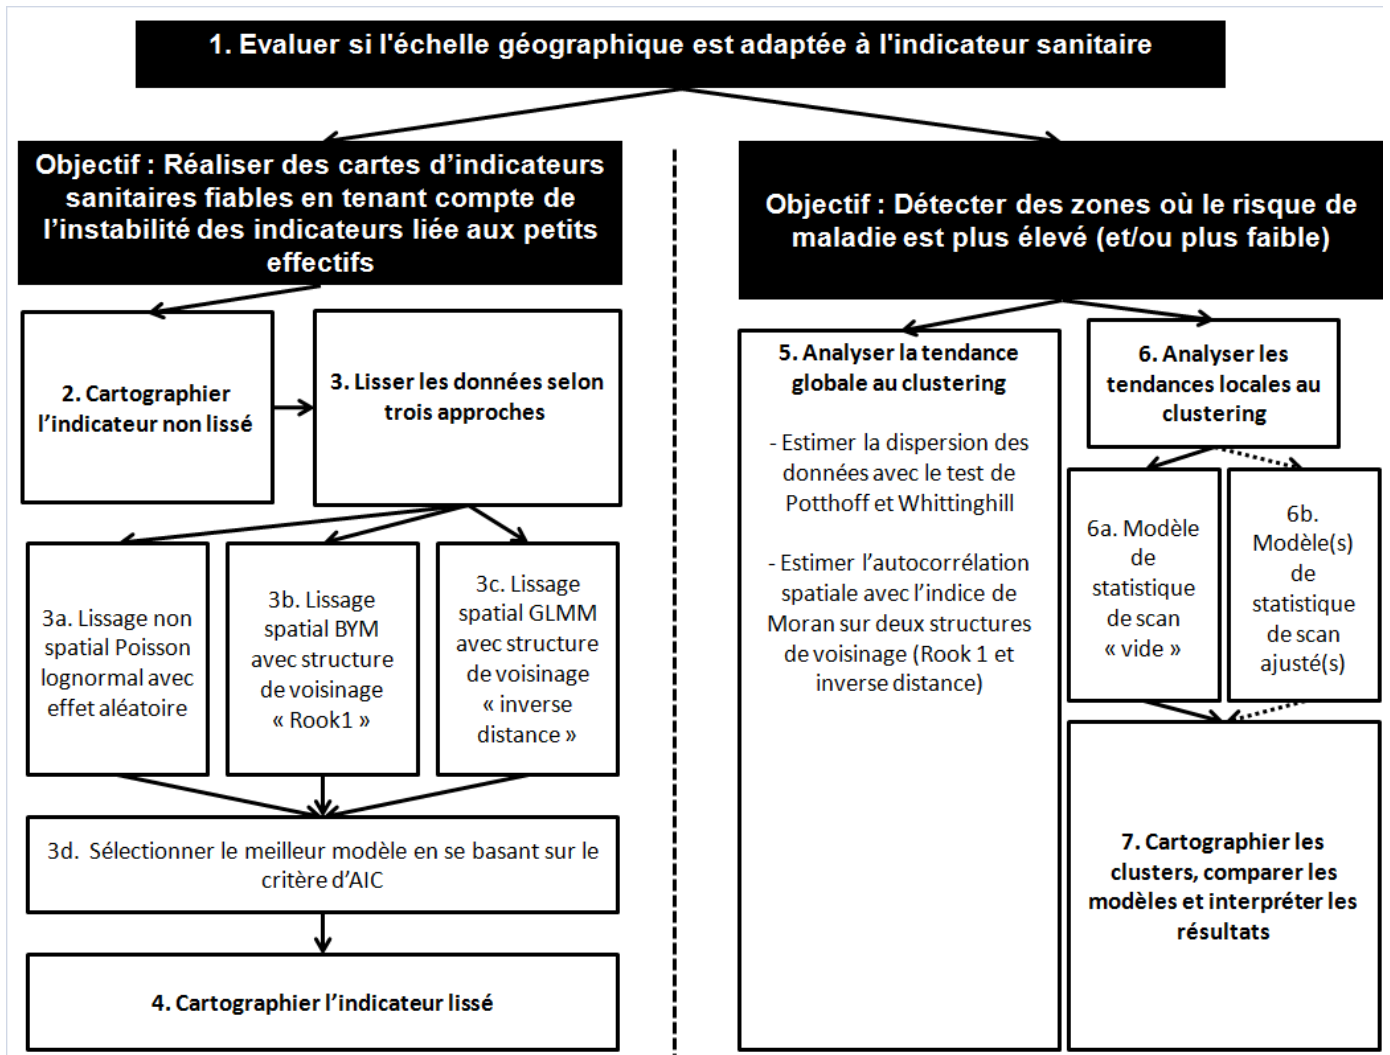 1. Evaluer si l'échelle géographique est adaptée à l'indicateur sanitaire
Objectif : Réaliser des cartes d’indicateurs
sanitaires fiables en tenant compte de
l’instabilité des indicateurs liée aux petits
effectifs
2. Cartographier
l’indicateur non lissé
3. Lisser les données selon
trois approches
3a. Lissage non
spatial Poisson
lognormal avec
effet aléatoire
3b. Lissage
spatial BYM
avec structure
de voisinage
« Rook1 »
3c. Lissage
spatial GLMM
avec structure
de voisinage
« inverse
distance »
3d. Sélectionner le meilleur modèle en se basant sur le
critère d’AIC
4. Cartographier l’indicateur lissé
Objectif : Détecter des zones où le risque de
maladie est plus élevé (et/ou plus faible)
5. Analyser la tendance
globale au clustering
- Estimer la dispersion des
données avec le test de
Potthoff et Whittinghill
- Estimer l’autocorrélation
spatiale avec l’indice de
Moran sur deux structures
de voisinage (Rook 1 et
inverse distance)
6. Analyser les
tendances locales au
clustering
6a. Modèle
de
statistique
de scan
« vide »
6b.
Modèle(s)
de
statistique
de scan
ajusté(s)
7. Cartographier les
clusters, comparer les
modèles et interpréter les
résultats